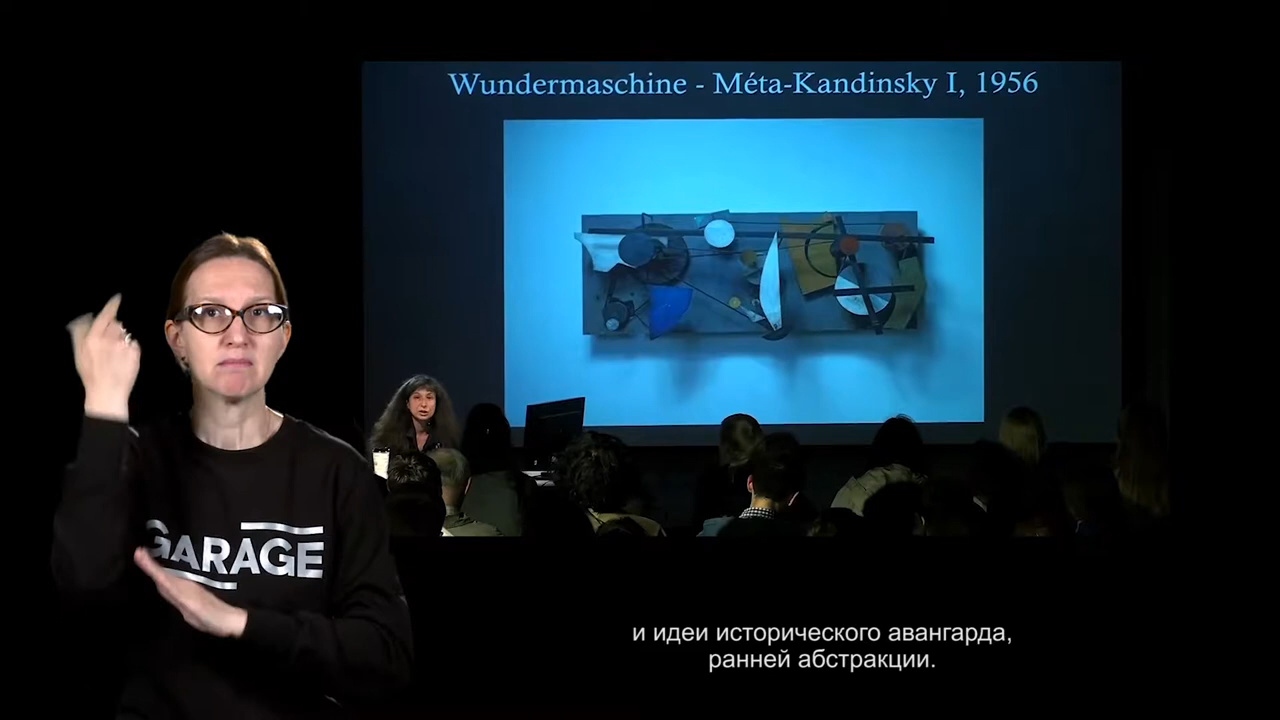 Wundermaschine - Méta-Kandinsky I, 1956
GARAGE
и идеи исторического авангарда,
ранней абстракции.